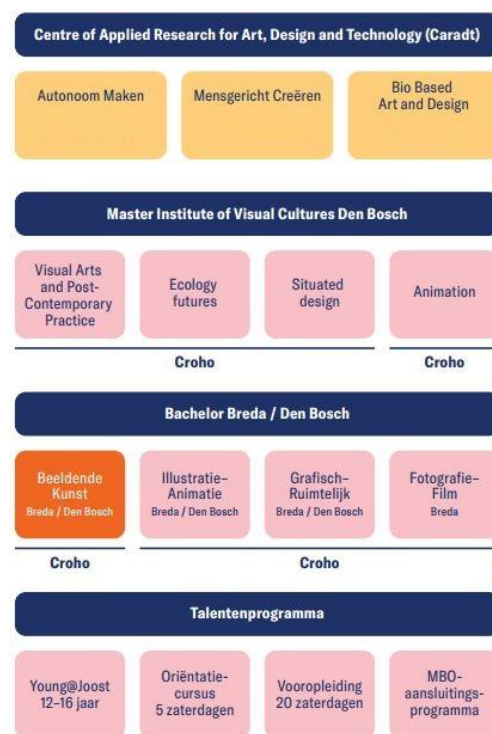 Centre of Applied Research for Art, Design and Technology (Caradt)
Autonoom Maken
Mensgericht Creëren
Bio Based
Art and Design
Master Institute of Visual Cultures Den Bosch
Visual Arts
and Post-
Contemporary
Practice
Ecology
futures
Situated
design
Animation
Croho
Croho
Bachelor Breda / Den Bosch
Beeldende
Kunst
Breda / Den Bosch
Illustratie–
Animatie
Breda / Den Bosch
Grafisch–
Ruimtelijk
Breda / Den Bosch
Fotografie–
Film
Breda
Croho
Croho
Talentenprogramma
Young@Joost
12–16 jaar
Oriëntatie-
cursus
5 zaterdagen
Vooropleiding
20 zaterdagen
MBO-
aansluitings-
programma